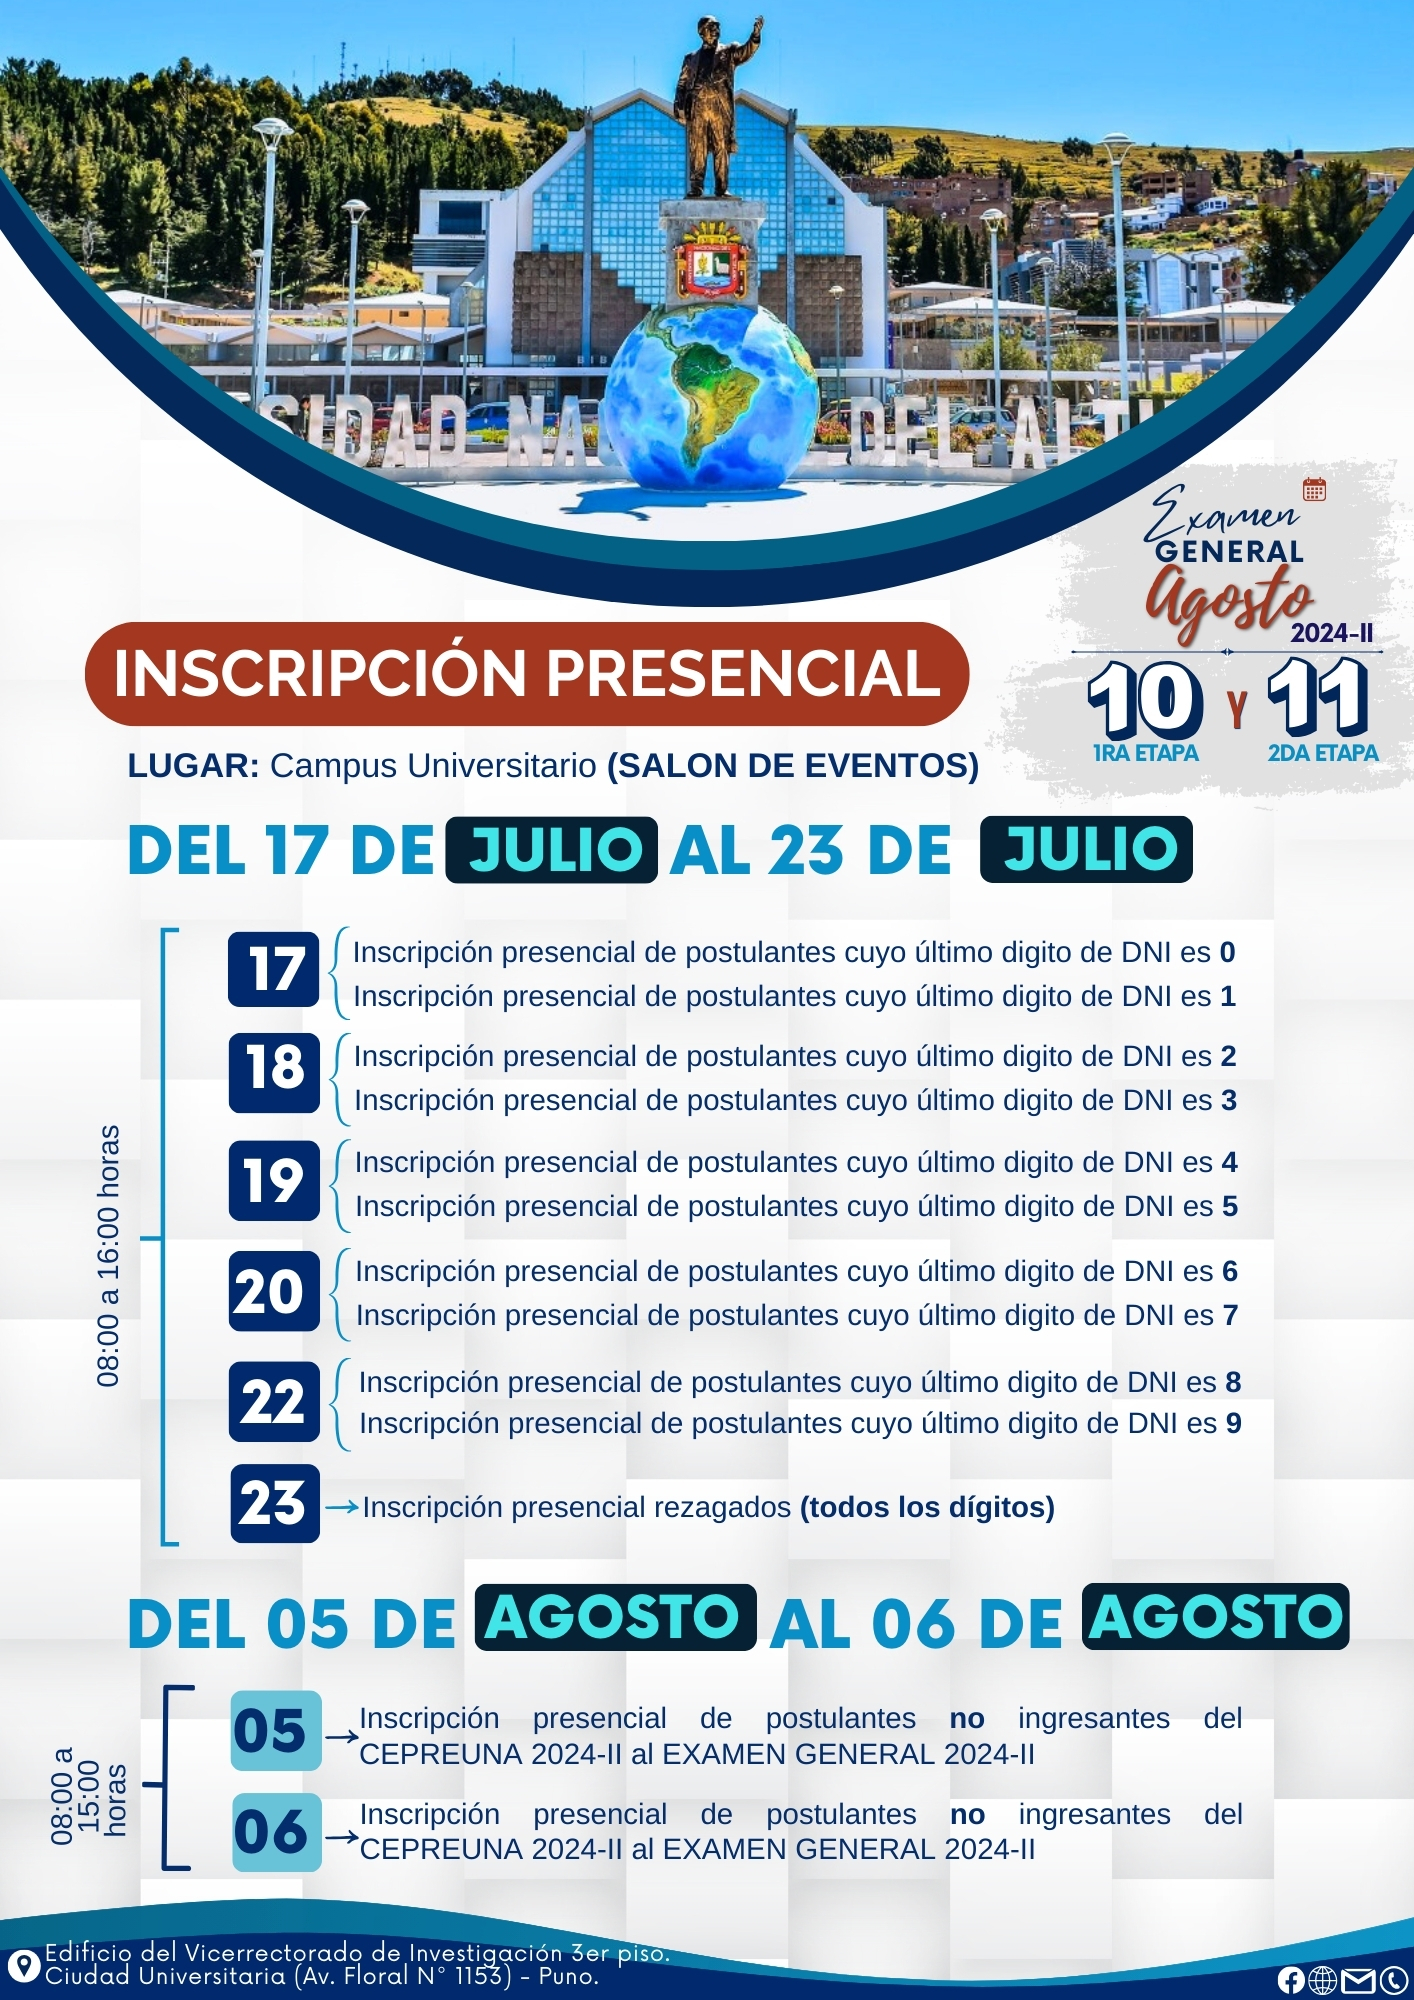 SIDAD NA DEL ALTI
Examen
GENERAL
Agosto
2024-II
10 Y 11
1RA ETAPA 2DA ETAPA
INSCRIPCIÓN PRESENCIAL
LUGAR: Campus Universitario (SALON DE EVENTOS)
DEL 17 DE JULIO AL 23 DE JULIO
08:00 a 16:00 horas
17 Inscripción presencial de postulantes cuyo último digito de DNI es 0
Inscripción presencial de postulantes cuyo último digito de DNI es 1
18 Inscripción presencial de postulantes cuyo último digito de DNI es 2
Inscripción presencial de postulantes cuyo último digito de DNI es 3
19 Inscripción presencial de postulantes cuyo último digito de DNI es 4
Inscripción presencial de postulantes cuyo último digito de DNI es 5
20 Inscripción presencial de postulantes cuyo último digito de DNI es 6
Inscripción presencial de postulantes cuyo último digito de DNI es 7
22 Inscripción presencial de postulantes cuyo último digito de DNI es 8
Inscripción presencial de postulantes cuyo último digito de DNI es 9
23 Inscripción presencial rezagados (todos los dígitos)
DEL 05 DE AGOSTO AL 06 DE AGOSTO
08:00 a
15:00
horas
05 Inscripción presencial de postulantes no ingresantes del
CEPREUNA 2024-II al EXAMEN GENERAL 2024-II
06 Inscripción presencial de postulantes no ingresantes del
CEPREUNA 2024-II al EXAMEN GENERAL 2024-II
Edificio del Vicerrectorado de Investigación 3er piso.
Ciudad Universitaria (Av. Floral N° 1153) - Puno.